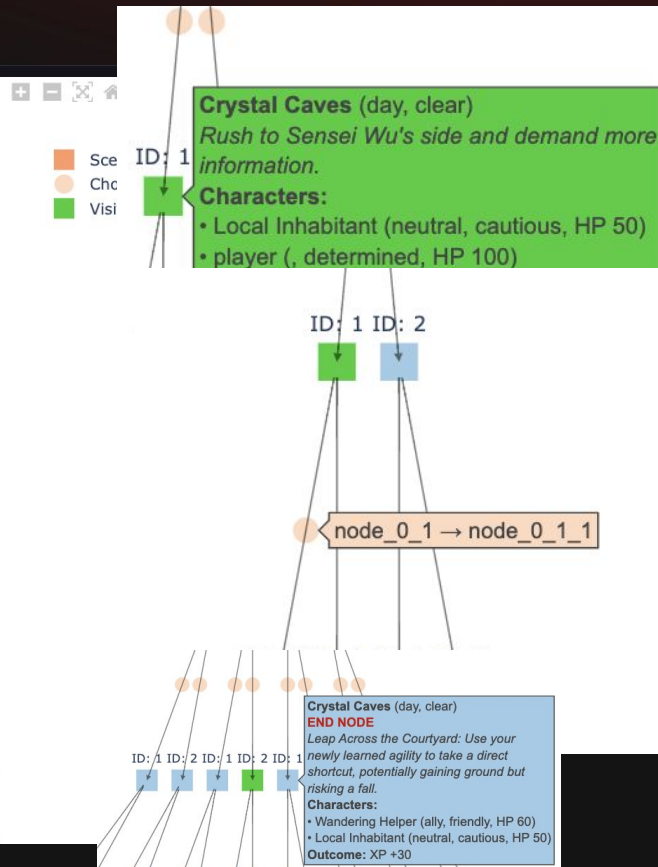 Crystal Caves (day, clear)
Rush to Sensei Wu's side and demand more
information.
Characters:
• Local Inhabitant (neutral, cautious, HP 50)
• player (, determined, HP 100)
ID: 1
Sce
Cho
Visi
ID: 1 ID: 2
node_0_1 → node_0_1_1
ID: 1 ID: 2 ID: 1 ID: 2 ID: 1
Crystal Caves (day, clear)
END NODE
Leap Across the Courtyard: Use your
newly learned agility to take a direct
shortcut, potentially gaining ground but
risking a fall.
Characters:
• Wandering Helper (ally, friendly, HP 60)
• Local Inhabitant (neutral, cautious, HP 50)
Outcome: XP +30